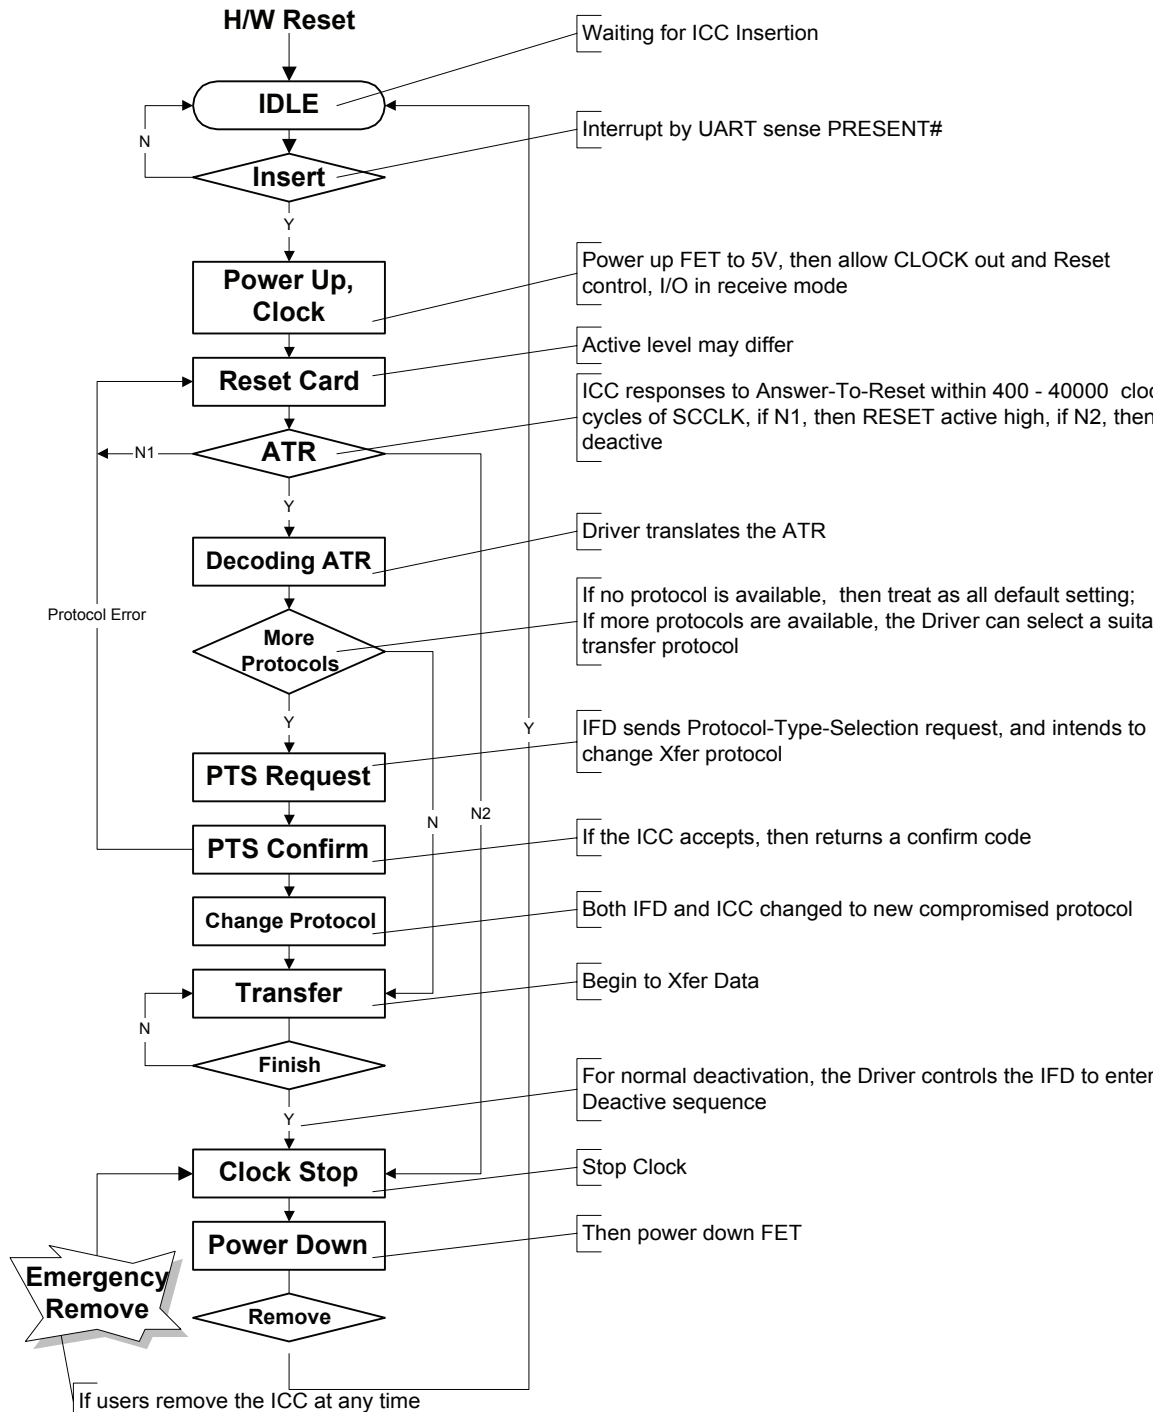 H/W Reset
Waiting for ICC Insertion
IDLE
Interrupt by UART sense PRESENT#
N
Insert
Y
Power Up,
Clock
Power up FET to 5V, then allow CLOCK out and Reset
control, I/O in receive mode
Active level may differ
Reset Card
ICC responses to Answer-To-Reset within 400 - 40000
cycles of SCCLK, if N1, then RESET active high, if N2, then
deactive
N1
ATR
Y
Decoding ATR
Driver translates the ATR
Protocol Error
More
Protocols
If no protocol is available, then treat as all default setting;
If more protocols are available, the Driver can select a
transfer protocol
Y
Y
IFD sends Protocol-Type-Selection request, and intends to
change Xfer protocol
PTS Request
N
N2
PTS Confirm
If the ICC accepts, then returns a confirm code
Change Protocol
Both IFD and ICC changed to new compromised protocol
Transfer
Begin to Xfer Data
N
Finish
For normal deactivation, the Driver controls the IFD to enter
Deactive sequence
Y
Clock Stop
Stop Clock
Power Down
Then power down FET
Emergency
Remove
Remove
If users remove the ICC at any time